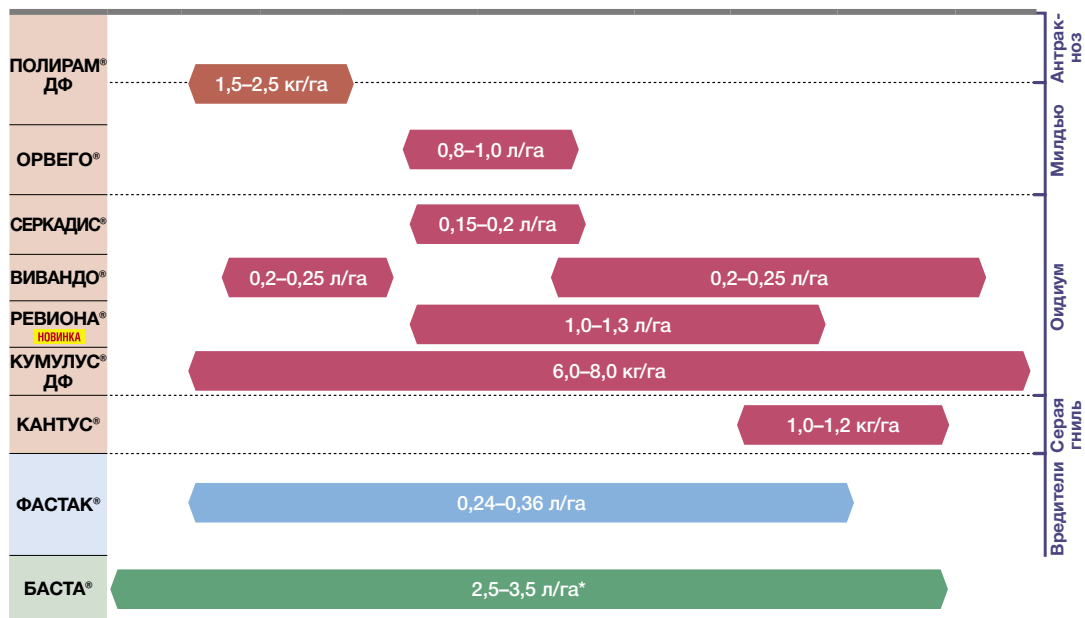 ПОЛИРАМ®
ДФ
1,5–2,5 кг/га
Антрак-
ноз
ОРВЕГО®
0,8–1,0 л/га
Милдью
СЕРКАДИС®
0,15–0,2 л/га
ВИВАНДО®
0,2–0,25 л/га
0,2–0,25 л/га
РЕВИОНА®
НОВИНКА
1,0–1,3 л/га
Оидиум
КУМУЛУС®
ДФ
6,0–8,0 кг/га
КАНТУС®
1,0–1,2 кг/га
Серая
гниль
ФАСТАК®
0,24–0,36 л/га
Вредители
БАСТА®
2,5–3,5 л/га*